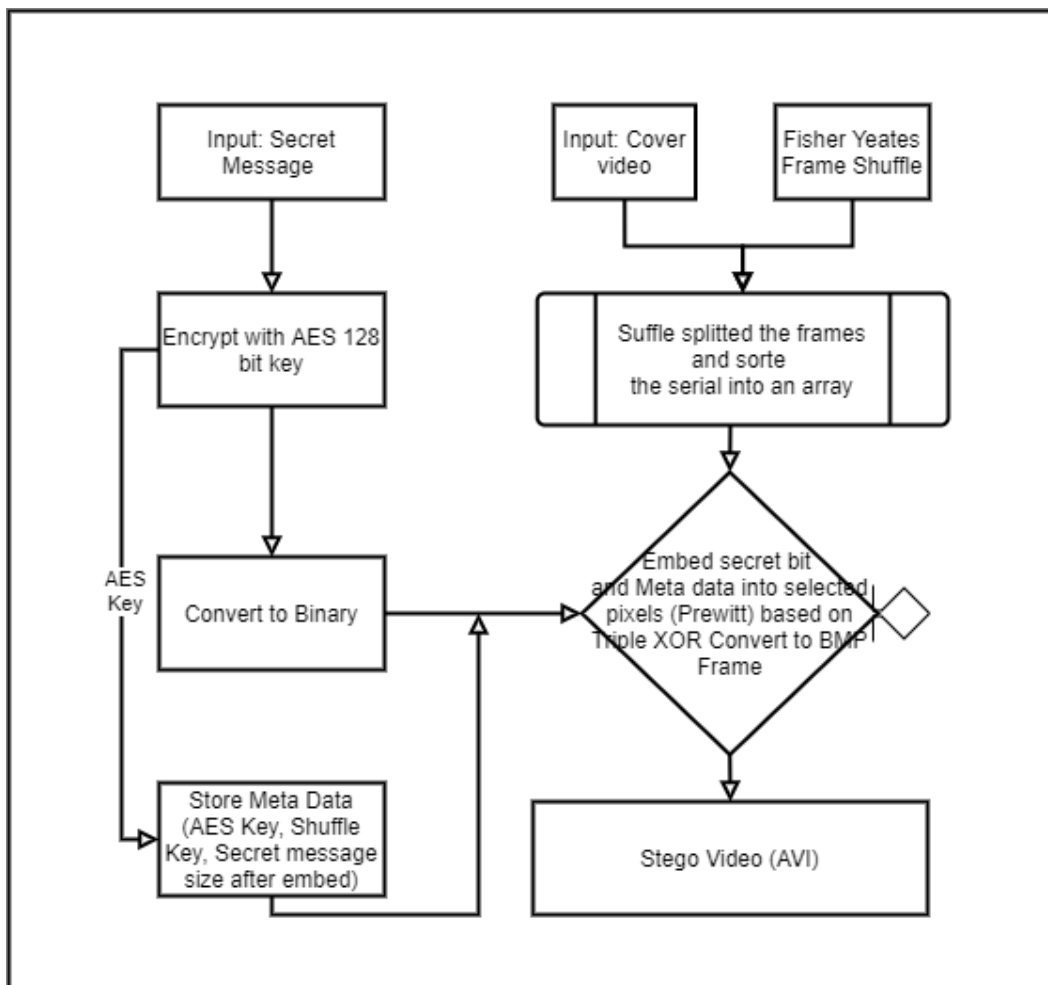 Input: Secret
Message
Input: Cover
video
Fisher Yeates
Frame Shuffle
Encrypt with AES 128
bit key
Suffle splitted the frames
and sorte
the serial into an array
AES
Key
Convert to Binary
Embed secret bit
and Meta data into selected
pixels (Prewitt) based on
Triple XOR Convert to BMP
Frame
Store Meta Data
(AES Key, Shuffle
Key, Secret message
size after embed)
Stego Video (AVI)